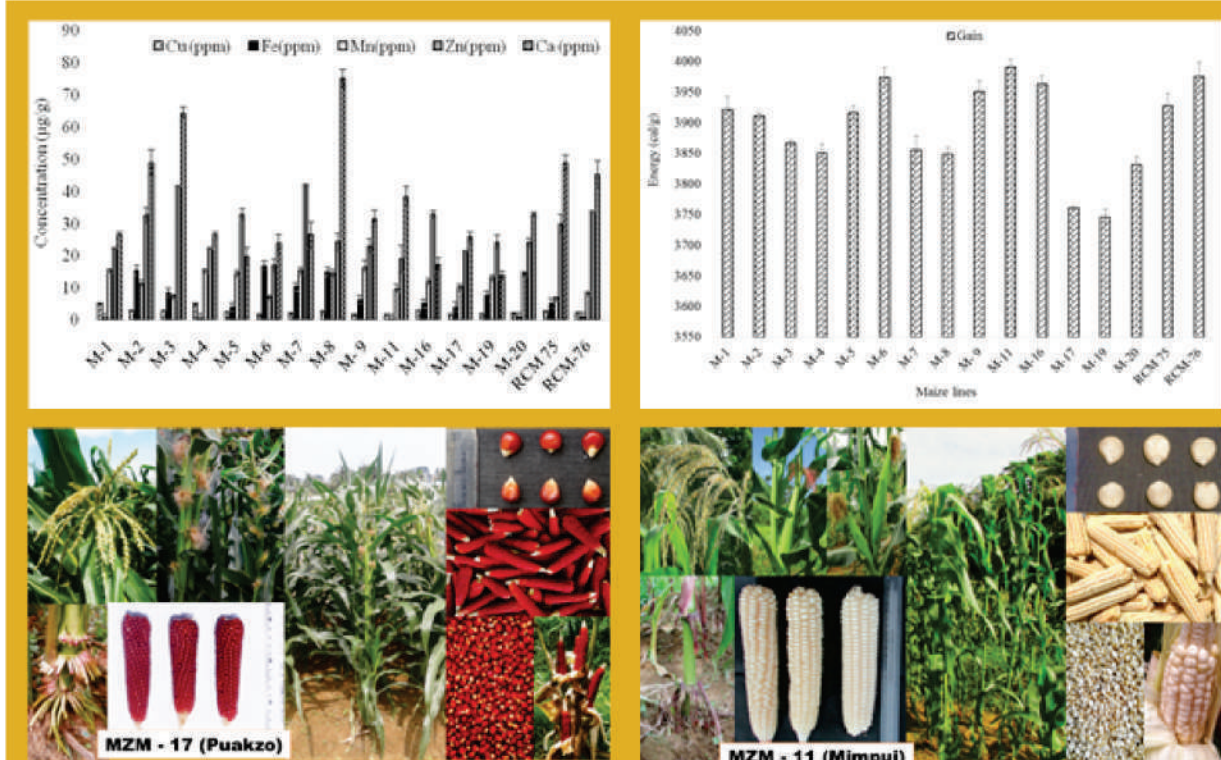 90
80
70
60
50
40
30
20
10
0
Concentration (µg/g)
Cu(ppm) Fe(ppm) Mn(ppm) Zn(ppm) Ca (ppm)
M-1 M-2 M-3 M-4 M-5 M-6 M-7 M-8 M- 9 M-11 M-16 M-17 M-19 M-20 RCM 75 RCM-76
4050
4000
3950
3900
3850
3800
3750
3700
3650
3600
3550
Energy (cal/g)
Gain
M-1 M-2 M-3 M-4 M-5 M-6 M-7 M-8 M- 9 M-11 M-16 M-17 M-19 M-20 RCM 75 RCM-76
Maize lines
MZM - 17 (Puakzo)
MZM - 11 (Mimpui)